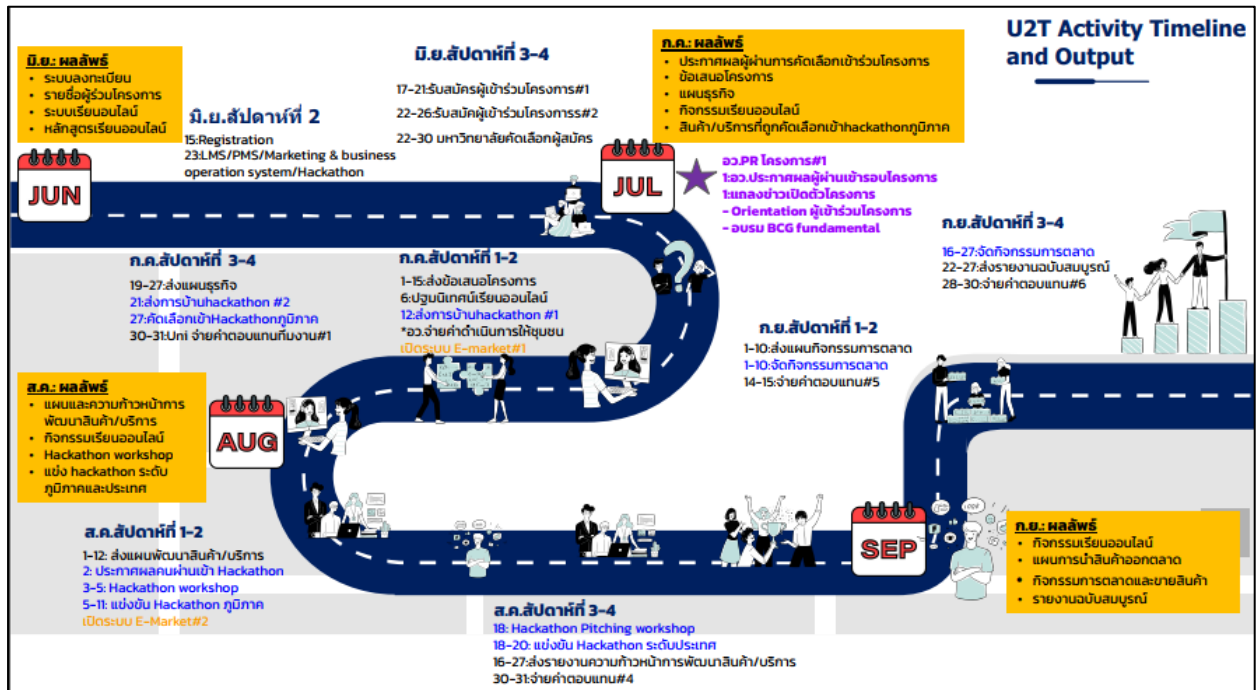 U2T Activity Timeline
and Output
มิ.ย.: ผลลัพธ์
• ระบบลงทะเบียน
• รายชื่อผู้ร่วมโครงการ
• ระบบเรียนอนไลน์
• หลักสูตรเรียนออนไลน์
JUN
มิ.ย.สัปดาห์ที่ 2
15:Registration
23:LMS/PMS/Marketing & business
operation system/Hackathon
มิ.ย.สัปดาห์ที่ 3-4
17-21:รับสมัครผู้เข้าร่วมโครงการ#1
22-26:รับสมัคผู้เข้าร่วมโครงการร#2
22-30 มหาวิทยาลัยคัดเลือกผู้สมัคร
ก.ค.: ผลลัพธ์
• ประกาศผลผู้ผ่านการคัดเลือกเข้าร่วมโครงการ
• ข้อเสนอโครงการ
• แผนธุรกิจ
• กิจกรรมเรียนออนไลน์
• สินค้า/บริการที่ถูกคัดเลือกเข้าhackathonภูมิภาค
JUL
อว.PR โครงการ#1
1:อว.ประกาศผลผู้ผ่านเข้ารอบโครงการ
1:แถลงข่าวเปิดตัวโครงการ
- Orientation ผู้เข้าร่วมโครงการ
- อบรม BCG fundamental
ก.ค.สัปดาห์ที่ 1-2
1-15:ส่งข้อเสนอโครงการ
6:ปฐมนิเทศน์เรียนออนไลน์
12:ส่งการบ้านhackathon #1
*อว.จ่ายค่าดำเนินการให้ชุมชน
เปิดระบบ E-market#1
ก.ค.สัปดาห์ที่ 3-4
19-27:ส่งแผนธุรกิจ
21:ส่งการบ้านhackathon #2
27:คัดเลือกเข้าHackathonภูมิภาค
30-31:Uni จ่ายค่าตอบแทนทีมงาน#1
ส.ค.: ผลลัพธ์
• แผนและความก้าวหน้าการ
พัฒนาสินค้า/บริการ
• กิจกรรมเรียนออนไลน์
• Hackathon workshop
• แข่ง hackathon ระดับ
ภูมิภาคและประเทศ
AUG
ส.ค.สัปดาห์ที่ 1-2
1-12: ส่งแผนพัฒนาสินค้า/บริการ
2: ประกาศผลคนผ่านเข้า Hackathon
3-5: Hackathon workshop
5-11: แข่งขัน Hackathon ภูมิภาค
เปิดระบบ E-Market#2
ส.ค.สัปดาห์ที่ 3-4
18: Hackathon Pitching workshop
18-20: แข่งขัน Hackathon ระดับประเทศ
16-27:ส่งรายงานความก้าวหน้าการพัฒนาสินค้า/บริการ
30-31:จ่ายค่าตอบแทน#4
SEP
ก.ย.: ผลลัพธ์
• กิจกรรมเรียนออนไลน์
• แผนการนำสินค้าออกตลาด
• กิจกรรมการตลาดและขายสินค้า
• รายงานฉบับสมบูรณ์
ก.ย.สัปดาห์ที่ 1-2
1-10:ส่งแผนกิจกรรมการตลาด
1-10:จัดกิจกรรมการตลาด
14-15:จ่ายค่าตอบแทน#5
ก.ย.สัปดาห์ที่ 3-4
16-27:จัดกิจกรรมการตลาด
22-27:ส่งรายงานฉบับสมบูรณ์
28-30:จ่ายค่าตอบแทน#6